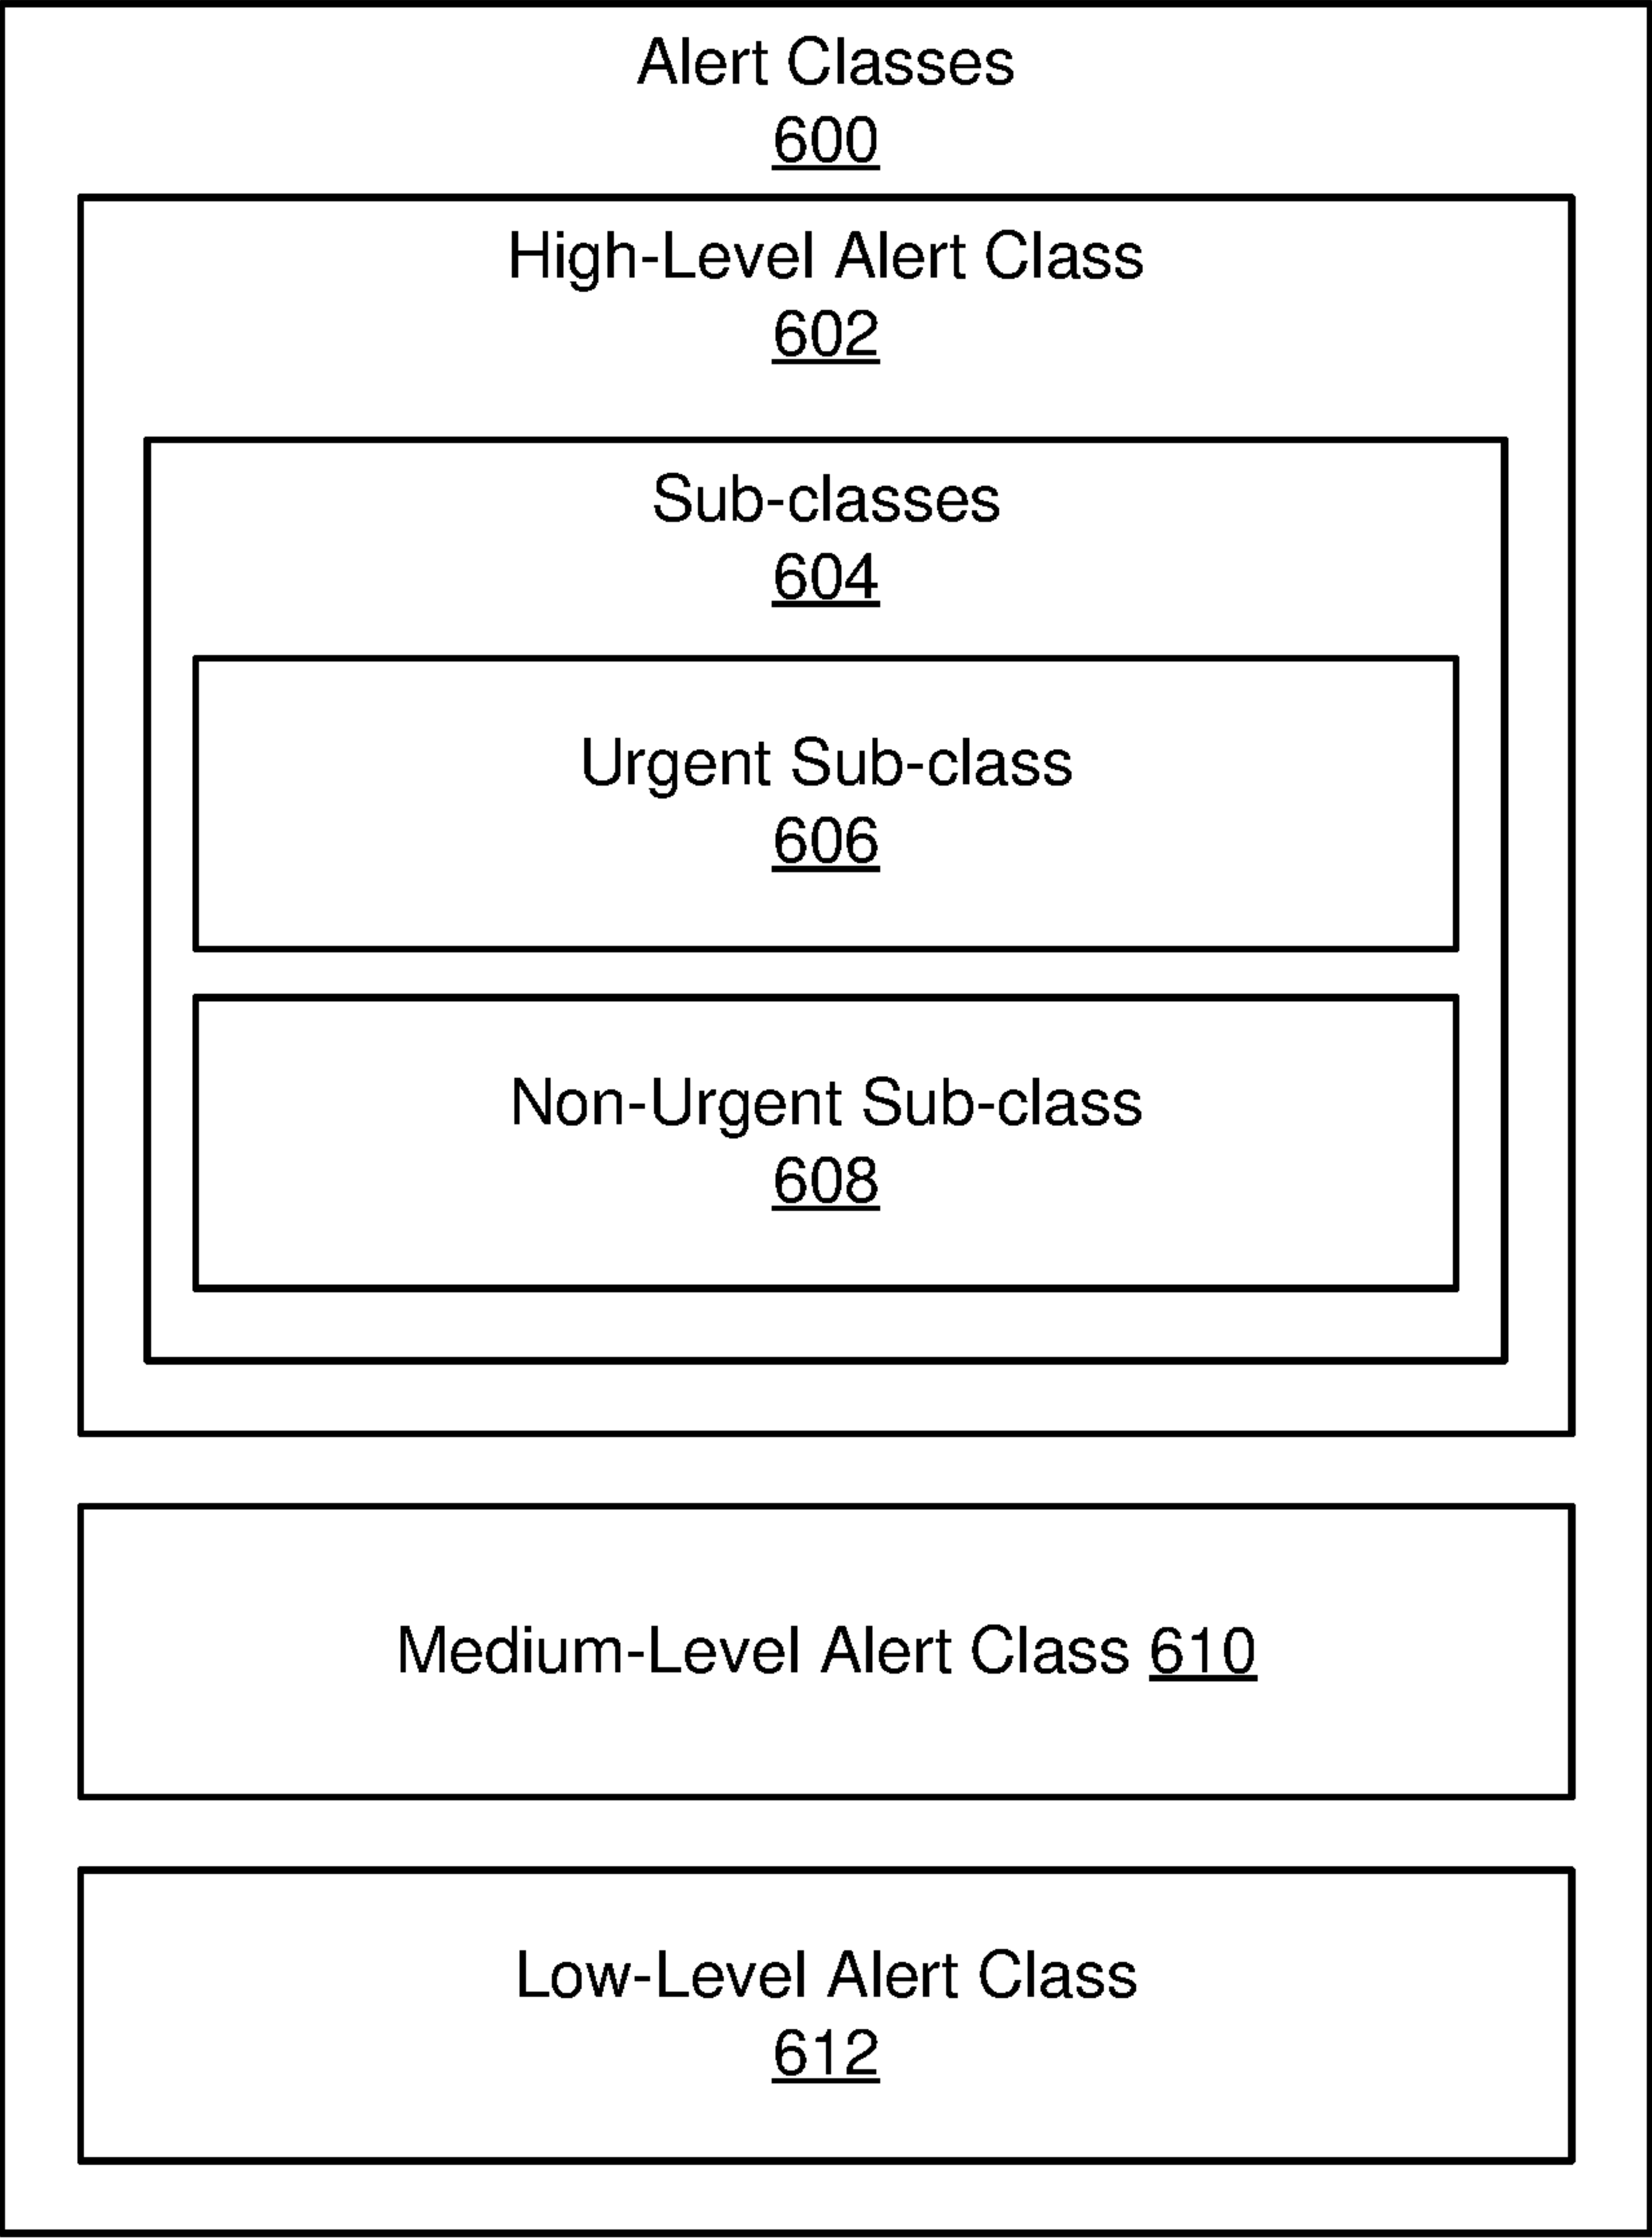 Alert Classes
600
High-Level Alert Class
602
Sub-classes
604
Urgent Sub-class
606
Non-Urgent Sub-class
608
Medium-Level Alert Class 610
Low-Level Alert Class
612